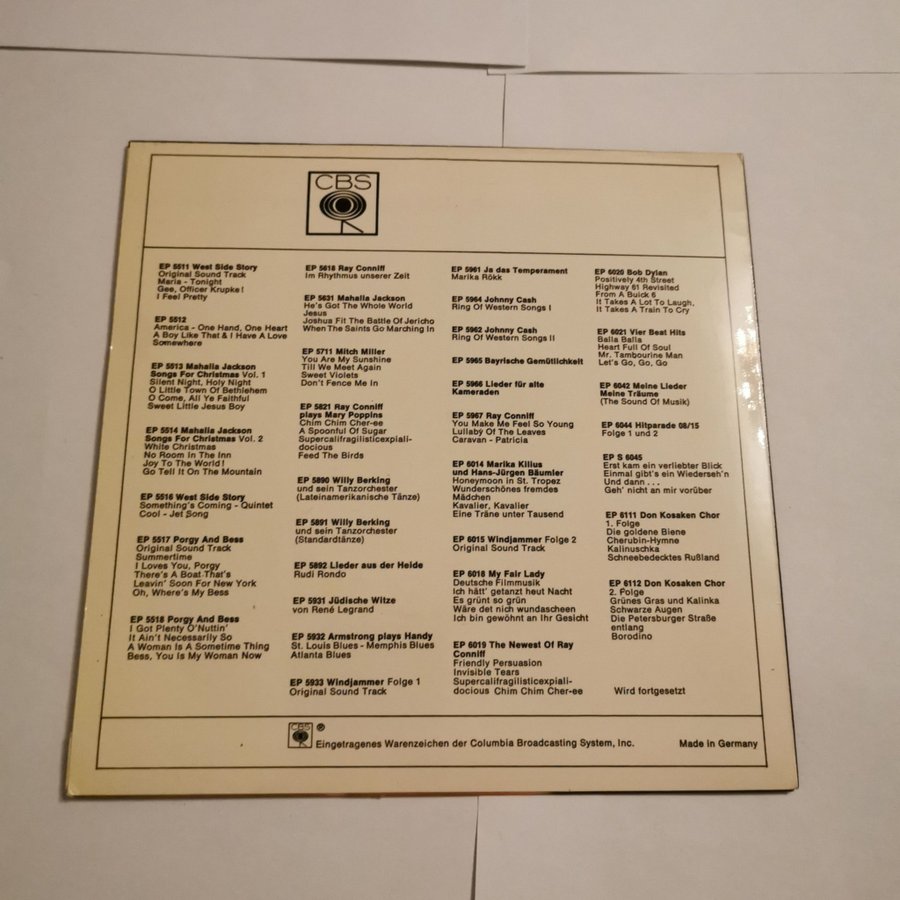 CBS
EP 5511 West Side Story
Original Sound Track
Maria - Tonight
Gee, Officer Krupke!
I Feel Pretty
EP 5512
America - One Hand, One Heart
A Boy Like That & I Have A Love
Somewhere
EP 5513 Mahalia Jackson
Songs For Christmas Vol. 1
Silent Night, Holy Night
O Little Town Of Bethlehem
O Come, All Ye Faithful
Sweet Little Jesus Boy
EP 5514 Mahalia Jackson
Songs For Christmas Vol. 2
White Christmas
No Room In The Inn
Joy To The World!
Go Tell It On The Mountain
EP 5516 West Side Story
Something's Coming - Quintet
Cool - Jet Song
EP 5517 Porgy And Bess
Original Sound Track
Summertime
I Loves You, Porgy
There's A Boat That's
Leavin' Soon For New York
Oh, Where's My Bess
EP 5518 Porgy And Bess
I Got Plenty O'Nuttin'
It Ain't Necessarily So
A Woman Is A Sometime Thing
Bess, You Is My Woman Now
EP 5618 Ray Conniff
Im Rhythmus unserer Zeit
EP 5631 Mahalia Jackson
He's Got The Whole World
Jesus
Joshua Fit The Battle Of Jericho
When The Saints Go Marching In
EP 5711 Mitch Miller
You Are My Sunshine
Till We Meet Again
Sweet Violets
Don't Fence Me In
EP 5821 Ray Conniff
plays Mary Poppins
Chim Chim Cher-ee
A Spoonful Of Sugar
Supercalifragilisticexpiali-
docious
Feed The Birds
EP 5890 Willy Berking
und sein Tanzorchester
(Lateinamerikanische Tänze)
EP 5891 Willy Berking
und sein Tanzorchester
(Standardtänze)
EP 5892 Lieder aus der Heide
Rudi Rondo
EP 5931 Jüdische Witze
von René Legrand
EP 5932 Armstrong plays Handy
St. Louis Blues - Memphis Blues
Atlanta Blues
EP 5933 Windjammer Folge 1
Original Sound Track
EP 5961 Ja das Temperament
Marika Rökk
EP 5964 Johnny Cash
Ring Of Western Songs I
EP 5962 Johnny Cash
Ring Of Western Songs II
EP 5965 Bayrische Gemütlichkeit
EP 5966 Lieder für alte
Kameraden
EP 5967 Ray Conniff
You Make Me Feel So Young
Lullaby Of The Leaves
Caravan - Patricia
EP 6014 Marika Kilius
und Hans-Jürgen Bäumler
Honeymoon in St. Tropez
Wunderschönes fremdes
Mädchen
Kavalier, Kavalier
Eine Träne unter Tausend
EP 6015 Windjammer Folge 2
Original Sound Track
EP 6018 My Fair Lady
Deutsche Filmmusik
Ich hätt' getanzt heut Nacht
Es grünt so grün
Wäre det nich wundascheen
Ich bin gewöhnt an Ihr Gesicht
EP 6019 The Newest Of Ray
Conniff
Friendly Persuasion
Invisible Tears
Supercalifragilisticexpiali-
docious Chim Chim Cher-ee
EP 6020 Bob Dylan
Positively 4th Street
Highway 61 Revisited
From A Buick 6
It Takes A Lot To Laugh,
It Takes A Train To Cry
EP 6021 Vier Beat Hits
Balla Balla
Heart Full Of Soul
Mr. Tambourine Man
Let's Go, Go, Go
EP 6042 Meine Lieder
Meine Träume
(The Sound Of Musik)
EP 6044 Hitparade 08/15
Folge 1 und 2
EP S 6045
Erst kam ein verliebter Blick
Einmal gibt's ein Wiederseh'n
Und dann . . .
Geh' nicht an mir vorüber
EP 6111 Don Kosaken Chor
1. Folge
Die goldene Biene
Cherubin-Hymne
Kalinuschka
Schneebedecktes Rußland
EP 6112 Don Kosaken Chor
2. Folge
Grünes Gras und Kalinka
Schwarze Augen
Die Petersburger Straße
entlang
Borodino
Wird fortgesetzt
CBS ® Eingetragenes Warenzeichen der Columbia Broadcasting System, Inc. Made in Germany